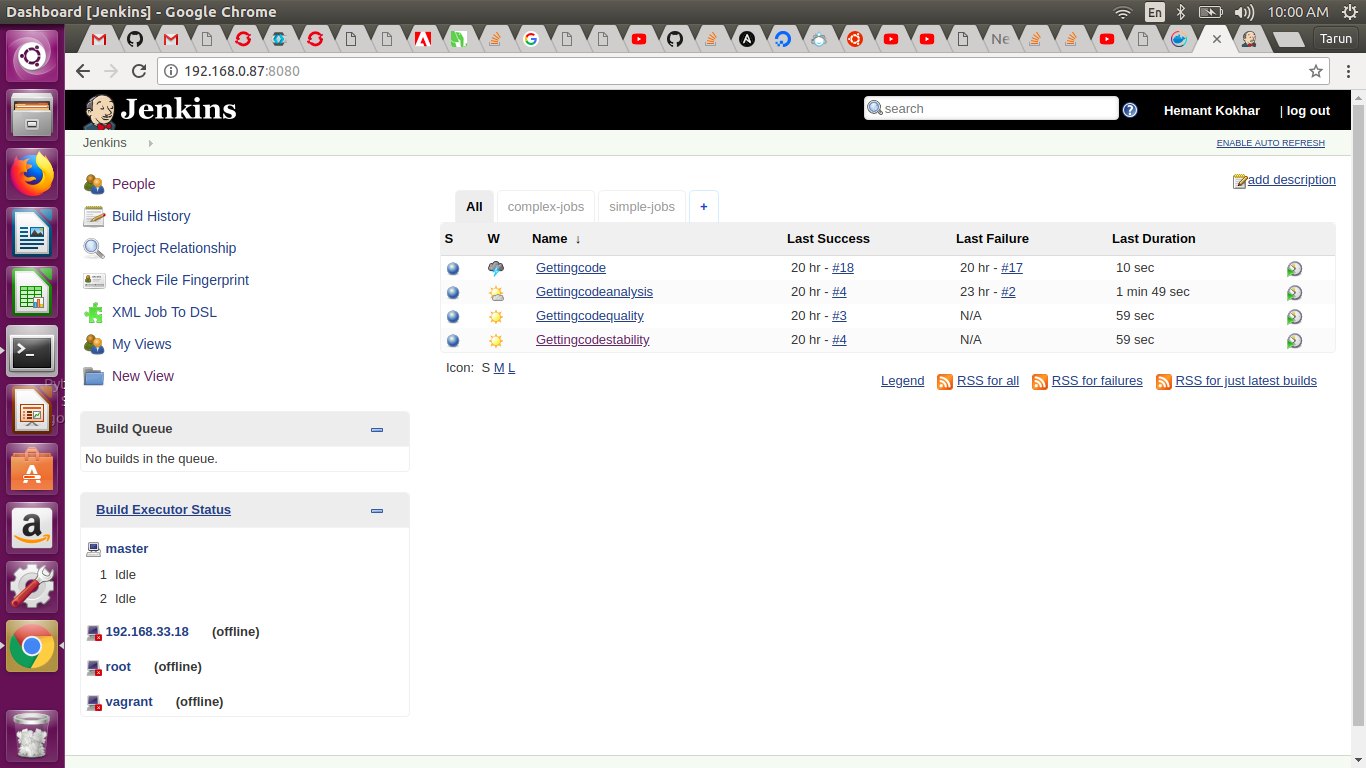 Dashboard [Jenkins] - Google Chrome
En
10:00 AM
Ne
Tarun
192.168.0.87:8080
Jenkins
search
Hemant Kokhar
| log out
Jenkins
ENABLE AUTO REFRESH
People
Build History
Project Relationship
Check File Fingerprint
XML Job To DSL
My Views
New View
add description
All complex-jobs simple-jobs +
S W Name ↓ Last Success Last Failure Last Duration
Gettingcode 20 hr - #18 20 hr - #17 10 sec
Gettingcodeanalysis 20 hr - #4 23 hr - #2 1 min 49 sec
Gettingcodequality 20 hr - #3 N/A 59 sec
Gettingcodestability 20 hr - #4 N/A 59 sec
Icon: S M L
Legend RSS for all RSS for failures RSS for just latest builds
Build Queue
No builds in the queue.
Build Executor Status
master
1 Idle
2 Idle
192.168.33.18 (offline)
root (offline)
vagrant (offline)